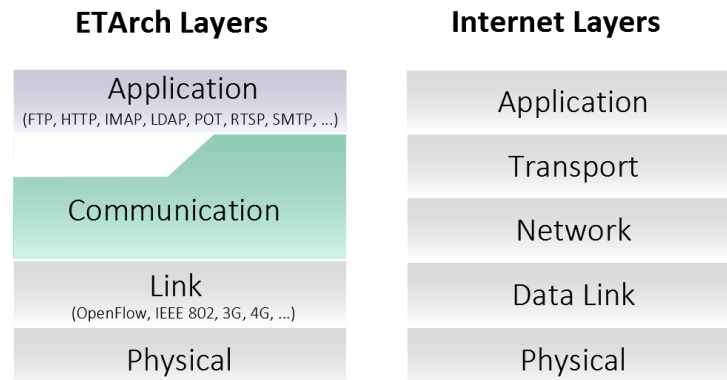 ETArch Layers
Application
(FTP, HTTP, IMAP, LDAP, POT, RTSP, SMTP, ...)
Communication
Link
(OpenFlow, IEEE 802, 3G, 4G, ...)
Physical
Internet Layers
Application
Transport
Network
Data Link
Physical